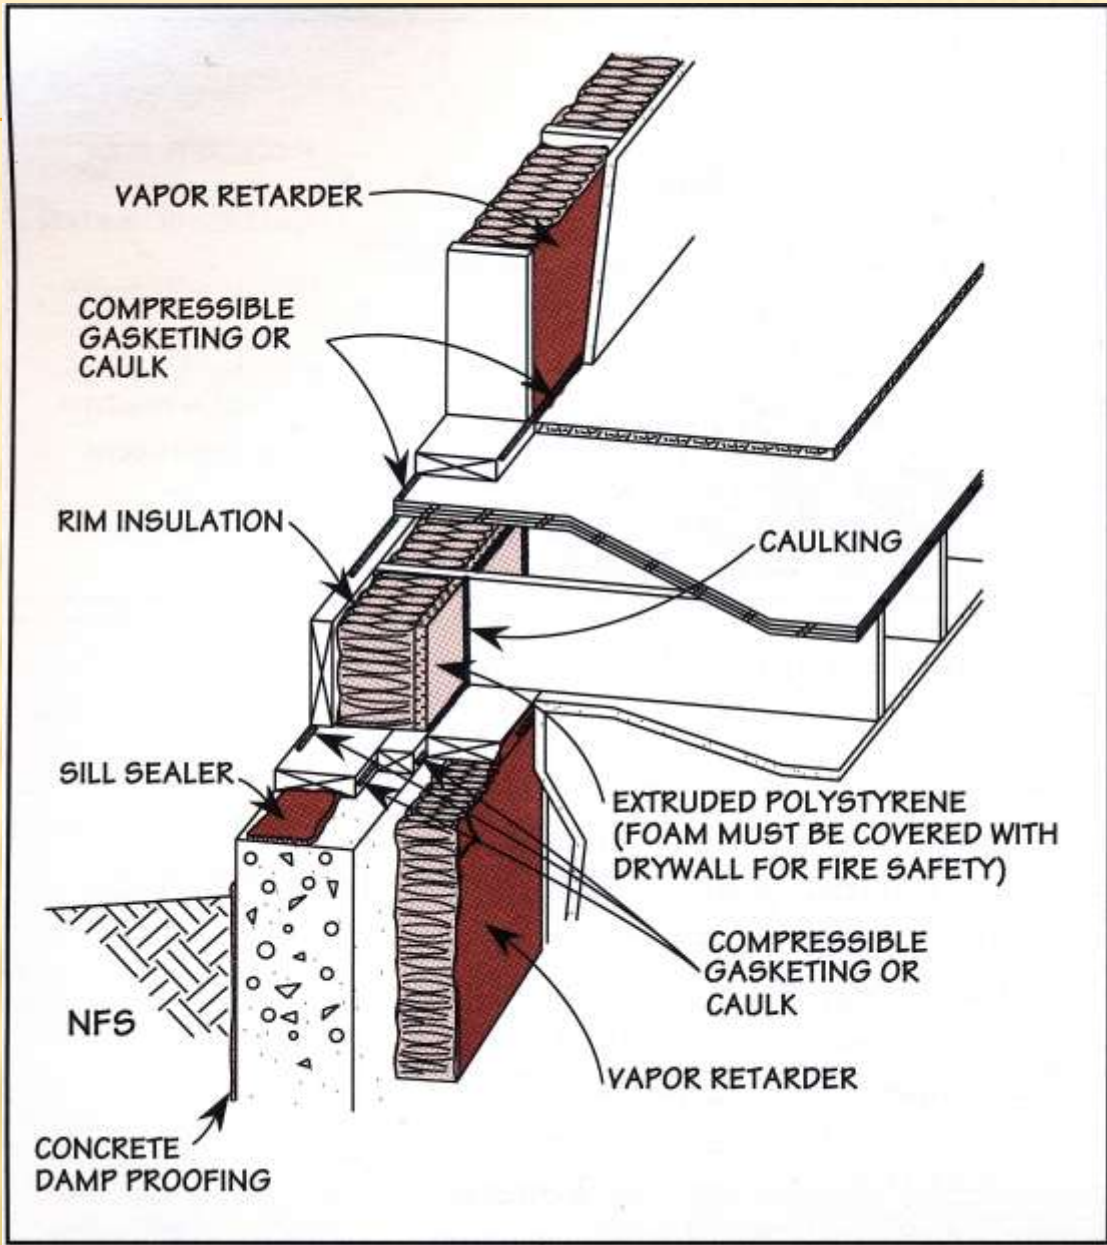 VAPOR RETARDER
COMPRESSIBLE
GASKETING OR
CAULK
RIM INSULATION
CAULKING
SILL SEALER
EXTRUDED POLYSTYRENE
(FOAM MUST BE COVERED WITH
DRYWALL FOR FIRE SAFETY)
COMPRESSIBLE
GASKETING OR
CAULK
NFS
VAPOR RETARDER
CONCRETE
DAMP PROOFING